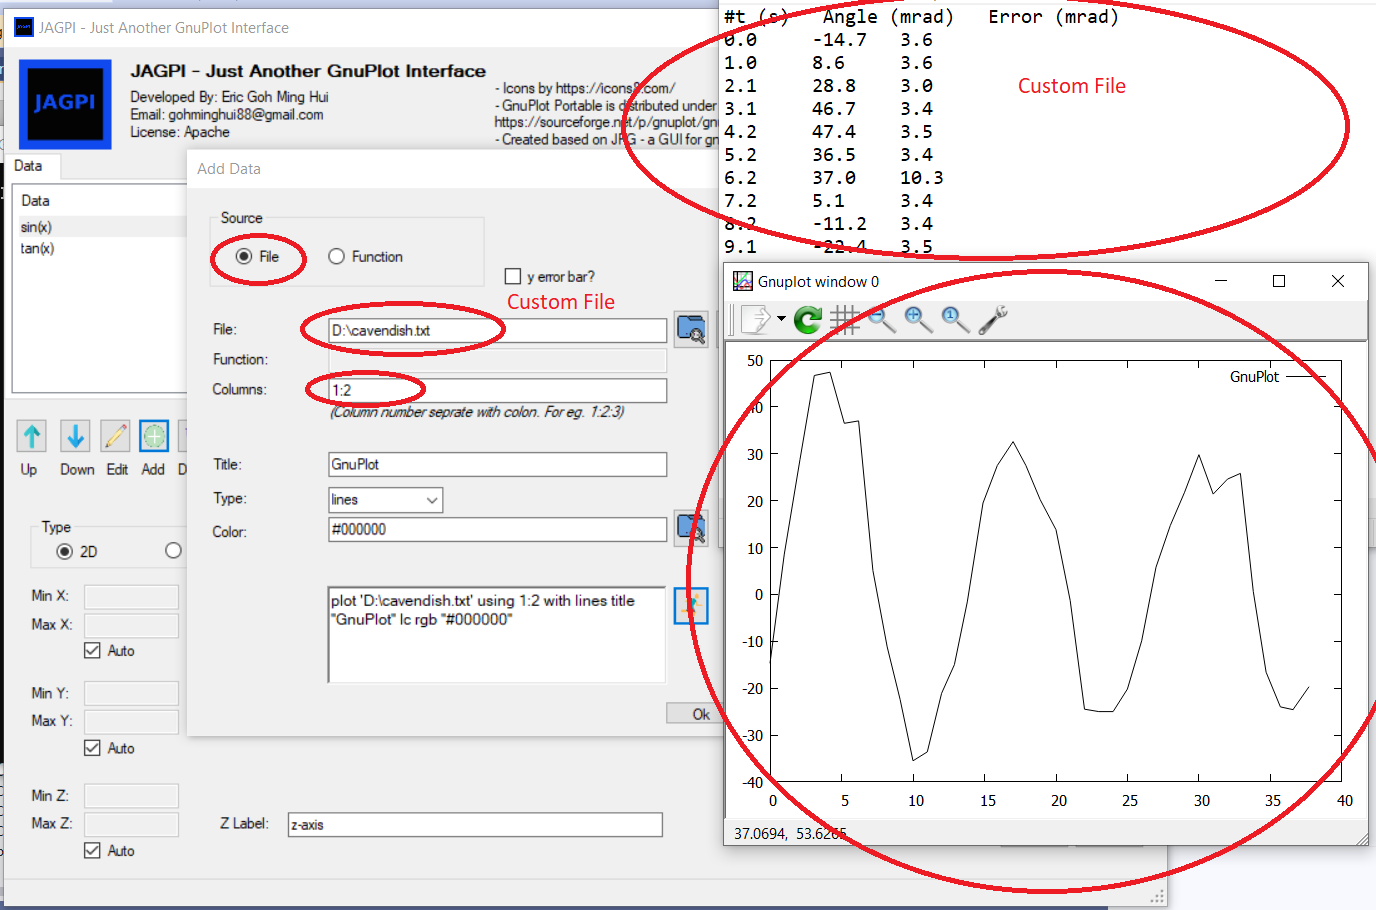 JAGPI - Just Another GnuPlot Interface
JAGPI
JAGPI - Just Another GnuPlot Interface
Developed By: Eric Goh Ming Hui
Email: gohminghui88@gmail.com
License: Apache
- Icons by https://icons8.com/
- GnuPlot Portable is distributed under
https://sourceforge.net/p/gnuplot/gnu
- Created based on JPG - a GUI for gn
Data
Data
sin(x)
tan(x)
Up Down Edit Add D
Type
2D
Min X:
Max X:
Auto
Min Y:
Max Y:
Auto
Min Z:
Max Z:
Auto
Z Label: z-axis
Add Data
Source
File Function
y error bar?
Custom File
File: D:\cavendish.txt
Function:
Columns: 1:2
(Column number seprate with colon. For eg. 1:2:3)
Title: GnuPlot
Type: lines
Color: #000000
plot 'D:\cavendish.txt' using 1:2 with lines title
"GnuPlot" lc rgb "#000000"
Ok
#t (s) Angle (mrad) Error (mrad)
0.0 -14.7 3.6
1.0 8.6 3.6
2.1 28.8 3.0
3.1 46.7 3.4
4.2 47.4 3.5
5.2 36.5 3.4
6.2 37.0 10.3
7.2 5.1 3.4
8.2 -11.2 3.4
9.1 -22.4 3.5
Custom File
Gnuplot window 0
1
GnuPlot
50
40
30
20
10
0
-10
-20
-30
-40
0 5 10 15 20 25 30 35 40
37.0694, 53.6265